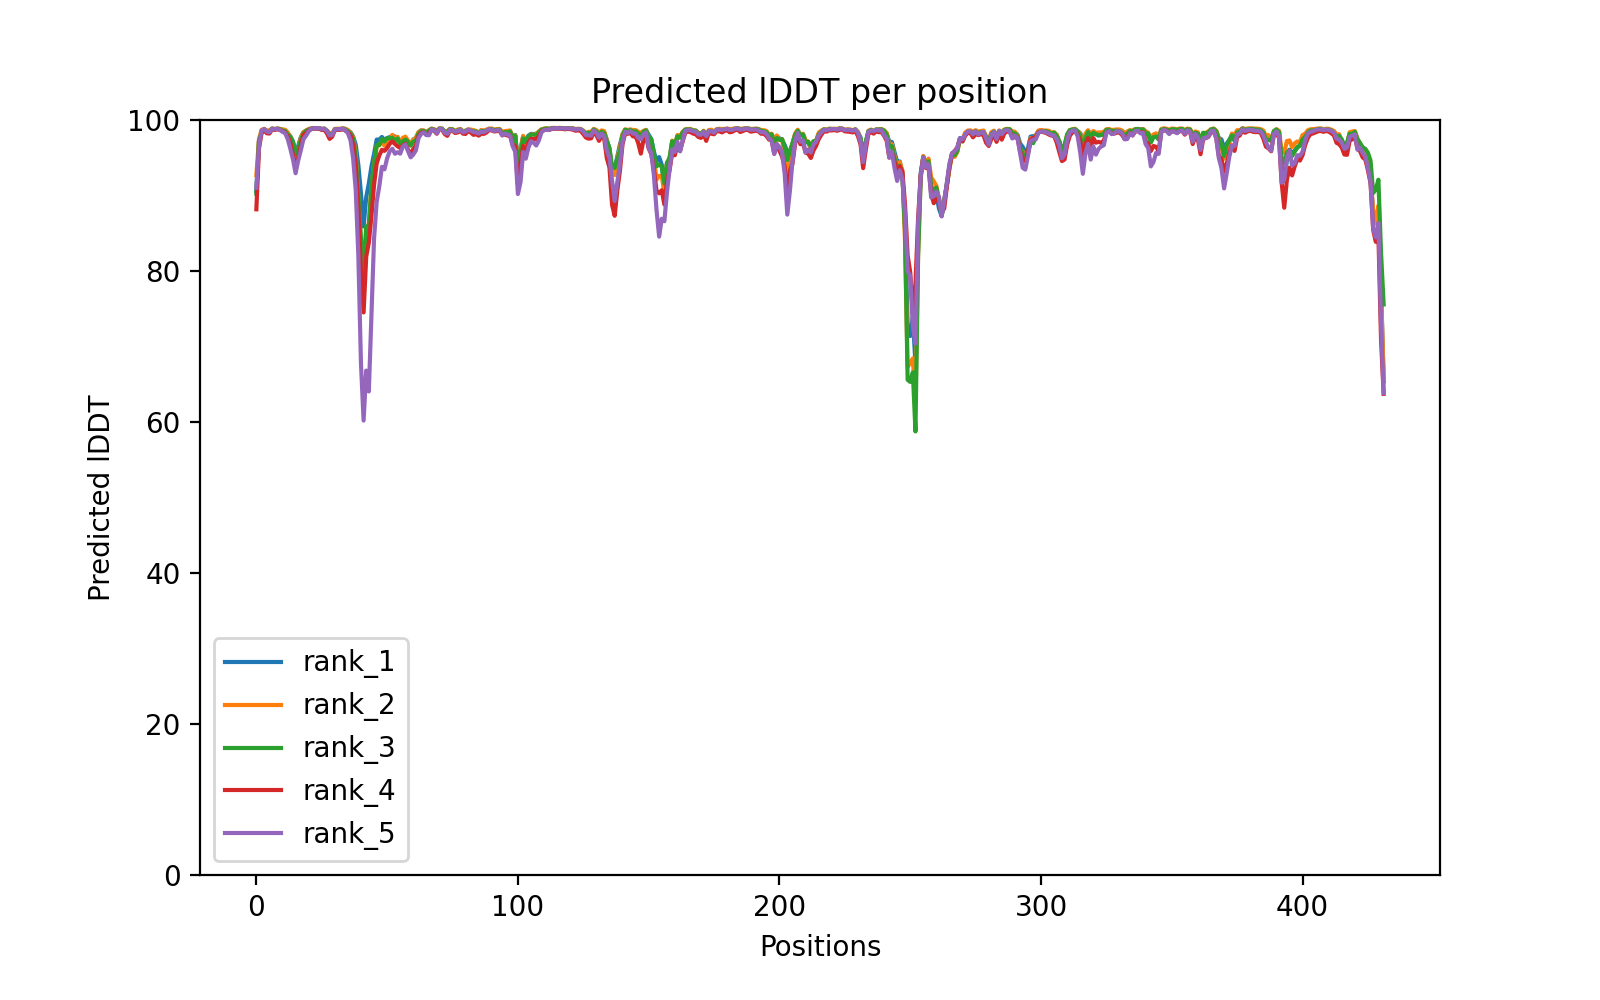 Predicted lDDT per position
100
80
60
40
20
0
Predicted lDDT
rank_1
rank_2
rank_3
rank_4
rank_5
0 100 200 300 400
Positions